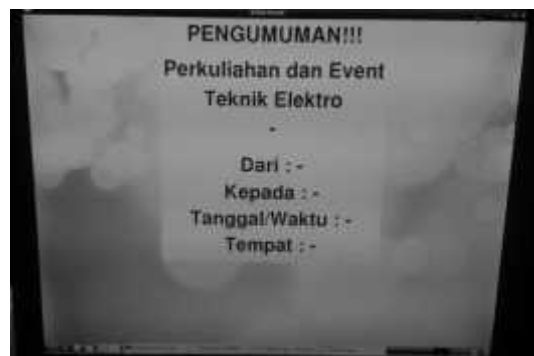 PENGUMUMAN!!!
Perkuliahan dan Event
Teknik Elektro
-
Dari : -
Kepada : -
Tanggal/Waktu : -
Tempat : -